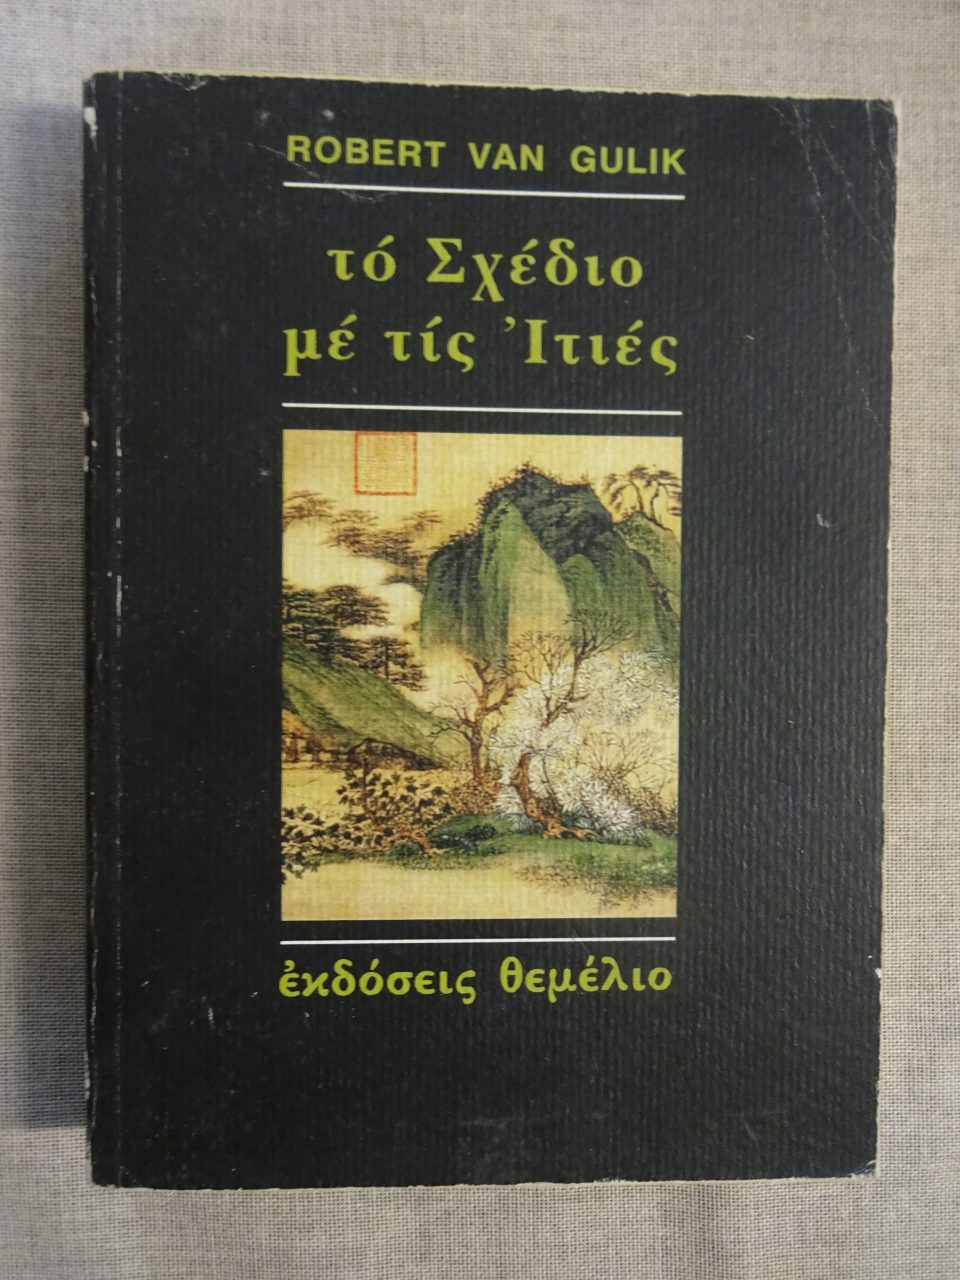 ROBERT VAN GULIK
τό Σχέδιο
μέ τίς Ἰτιές
ἐκδόσεις θεμέλιο